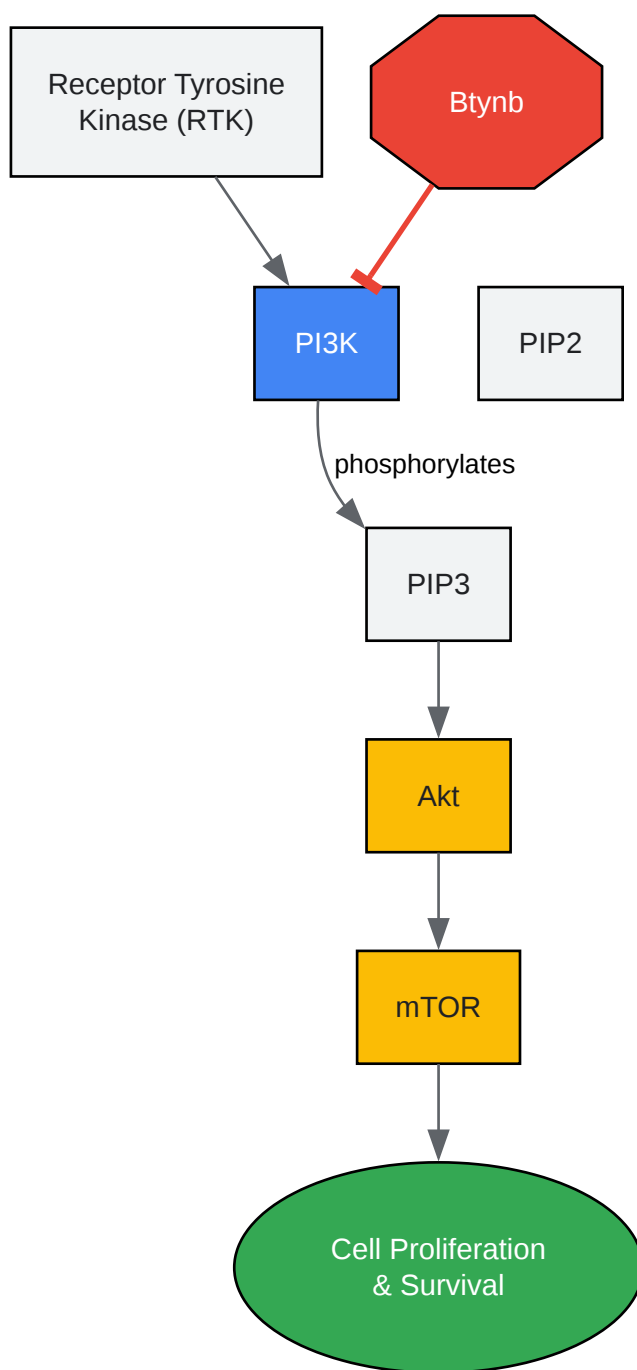 Receptor Tyrosine
Kinase (RTK)
Btynb
PI3K
PIP2
phosphorylates
PIP3
Akt
mTOR
Cell Proliferation
& Survival